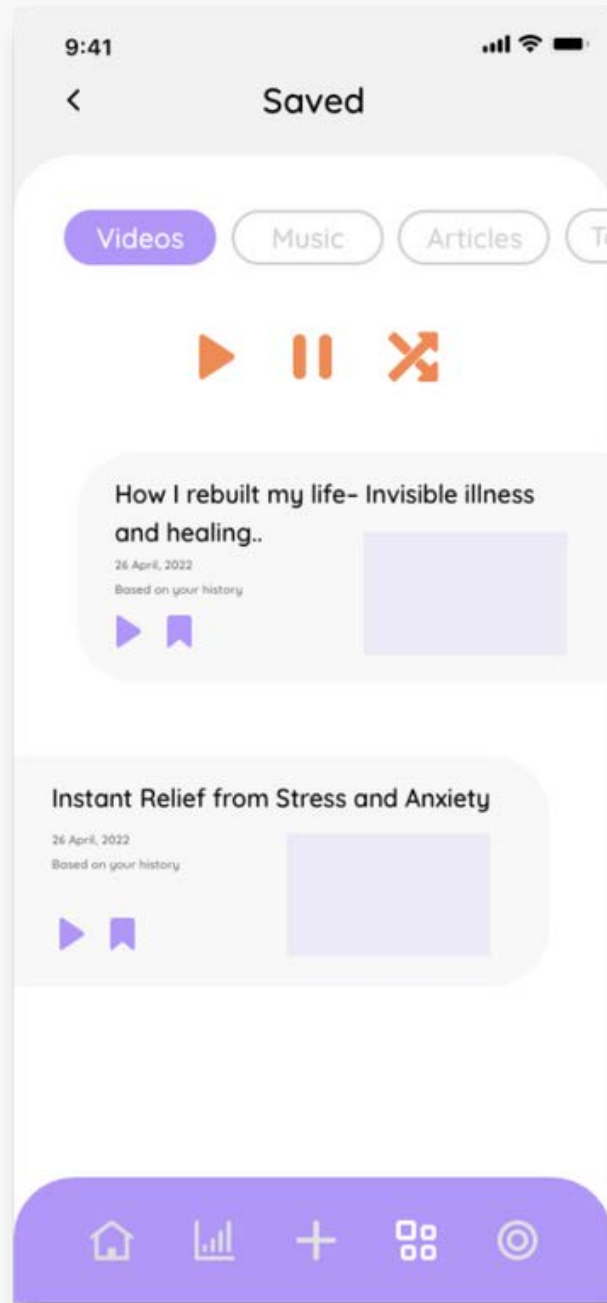 9:41
Saved
Videos Music Articles T
How I rebuilt my life– Invisible illness
and healing..
26 April, 2022
Based on your history
Instant Relief from Stress and Anxiety
26 April, 2022
Based on your history